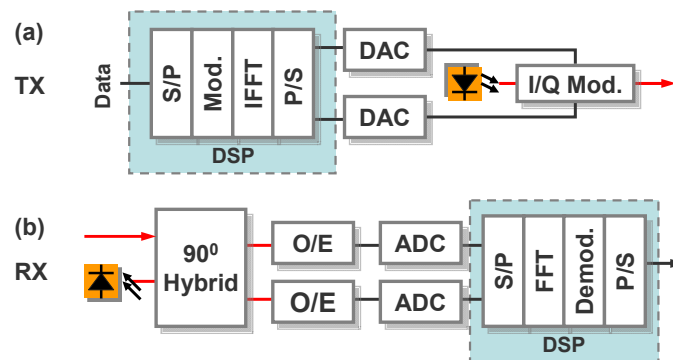 (a)
TX
Data
S/P
Mod.
IFFT
P/S
DSP
DAC
DAC
I/Q Mod.
(b)
RX
90⁰
Hybrid
O/E
O/E
ADC
ADC
S/P
FFT
Demod.
P/S
DSP